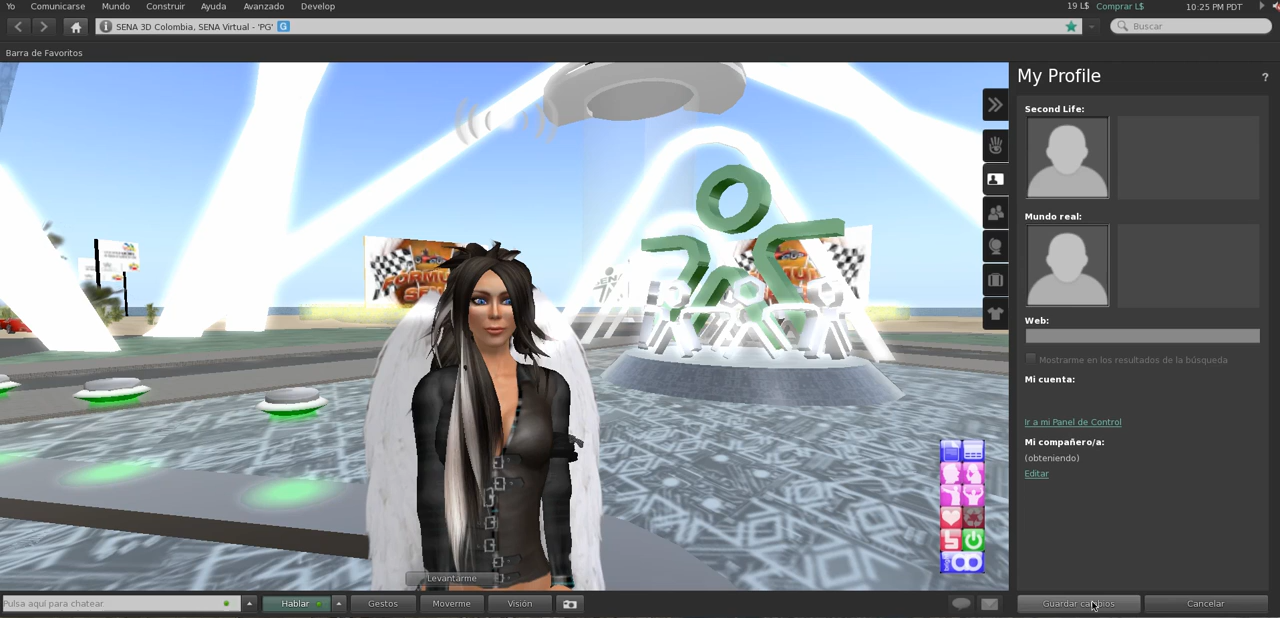 Yo Comunicarse Mundo Construir Ayuda Avanzado Develop 19 L$ Comprar L$ 10:25 PM PDT
SENA 3D Colombia, SENA Virtual - 'PG' G Buscar
Barra de Favoritos
My Profile ?
Second Life:
Mundo real:
Web:
Mostrarme en los resultados de la búsqueda
Mi cuenta:
Ir a mi Panel de Control
Mi compañero/a:
(obteniendo)
Editar
Levantarme
Pulsa aquí para chatear. Hablar Gestos Moverme Visión Guardar cambios Cancelar